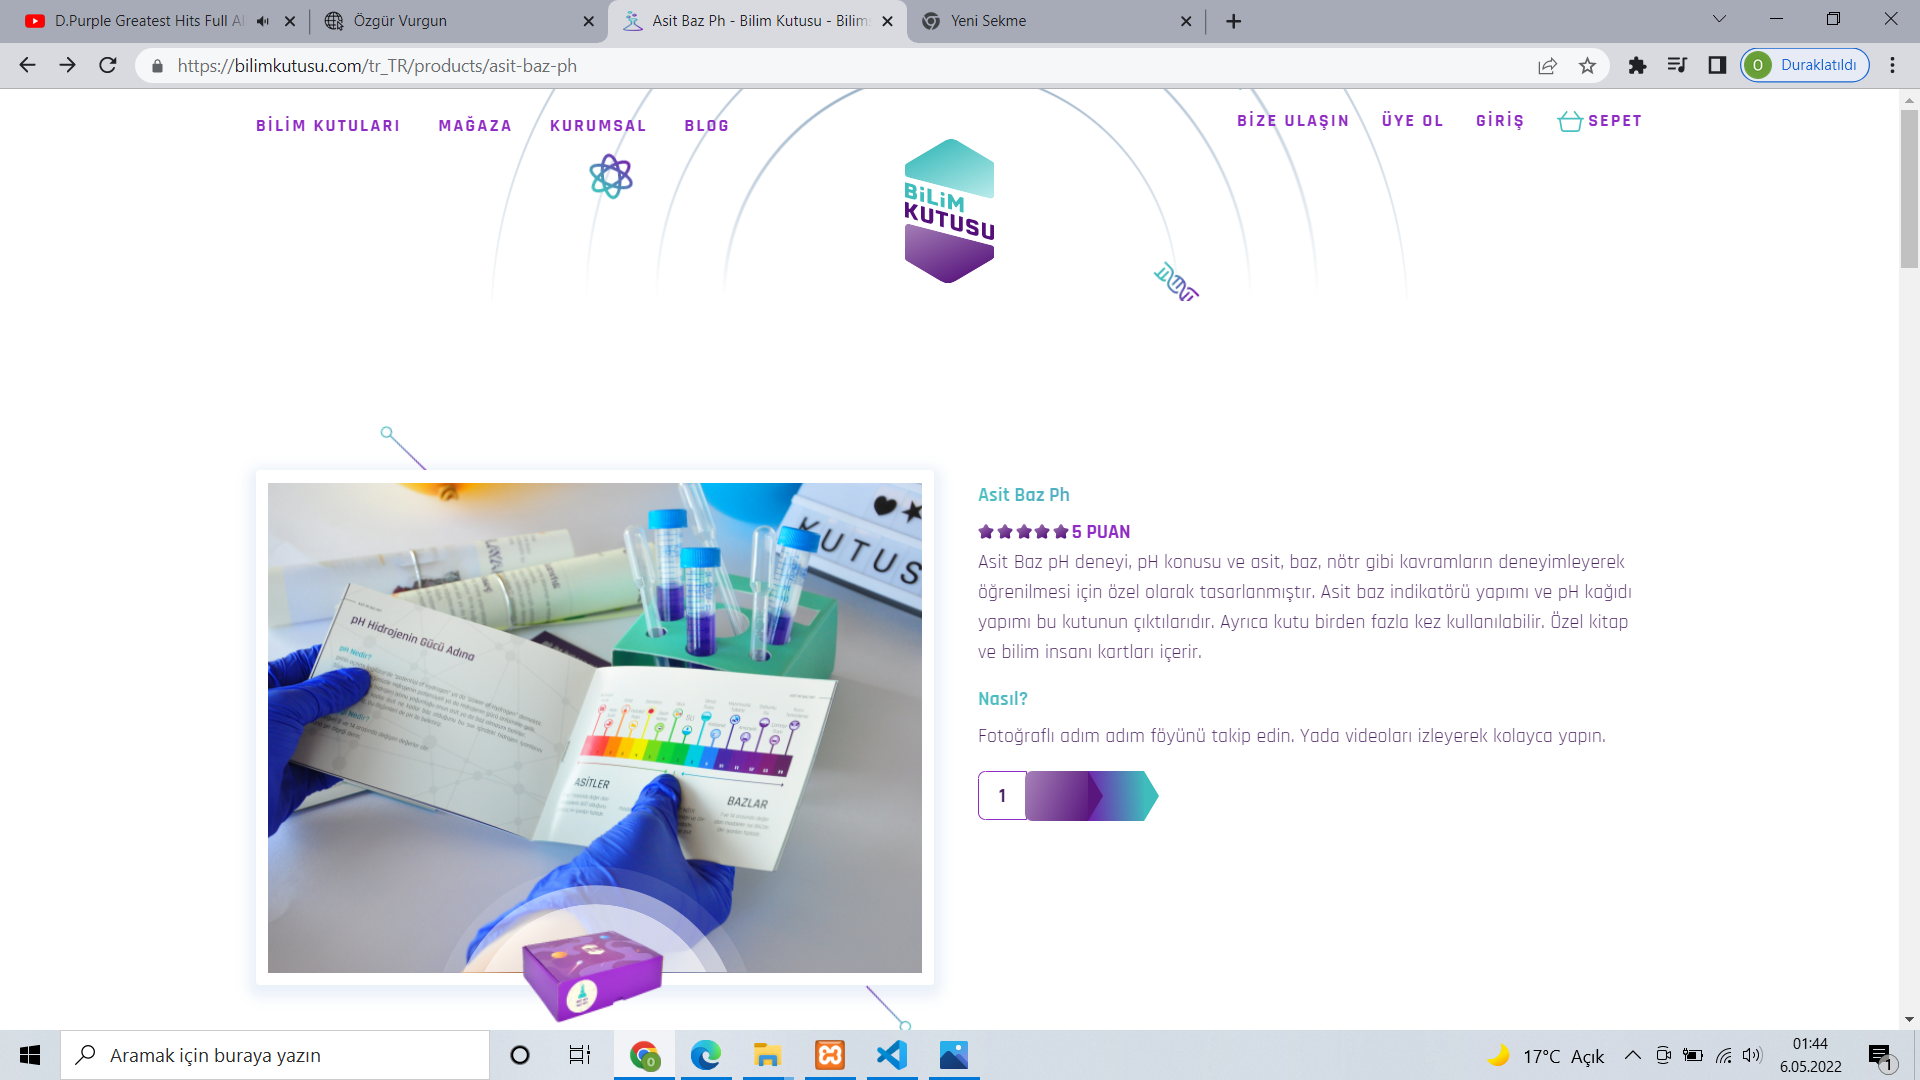 D.Purple Greatest Hits Full Al
Özgür Vurgun
Asit Baz Ph - Bilim Kutusu - Bilim
Yeni Sekme
https://bilimkutusu.com/tr_TR/products/asit-baz-ph
O Duraklatıldı
BİLİM KUTULARI MAĞAZA KURUMSAL BLOG
BİZE ULAŞIN ÜYE OL GİRİŞ SEPET
BiLiM
KUTUSU
KUTUS
pH Hidrojenin Gücü Adına
pH Nedir?
SU
ASİTLER
BAZLAR
Asit Baz Ph
5 PUAN
Asit Baz pH deneyi, pH konusu ve asit, baz, nötr gibi kavramların deneyimleyerek
öğrenilmesi için özel olarak tasarlanmıştır. Asit baz indikatörü yapımı ve pH kağıdı
yapımı bu kutunun çıktılarıdır. Ayrıca kutu birden fazla kez kullanılabilir. Özel kitap
ve bilim insanı kartları içerir.
Nasıl?
Fotoğraflı adım adım föyünü takip edin. Yada videoları izleyerek kolayca yapın.
1
Aramak için buraya yazın
17°C Açık
01:44
6.05.2022
1